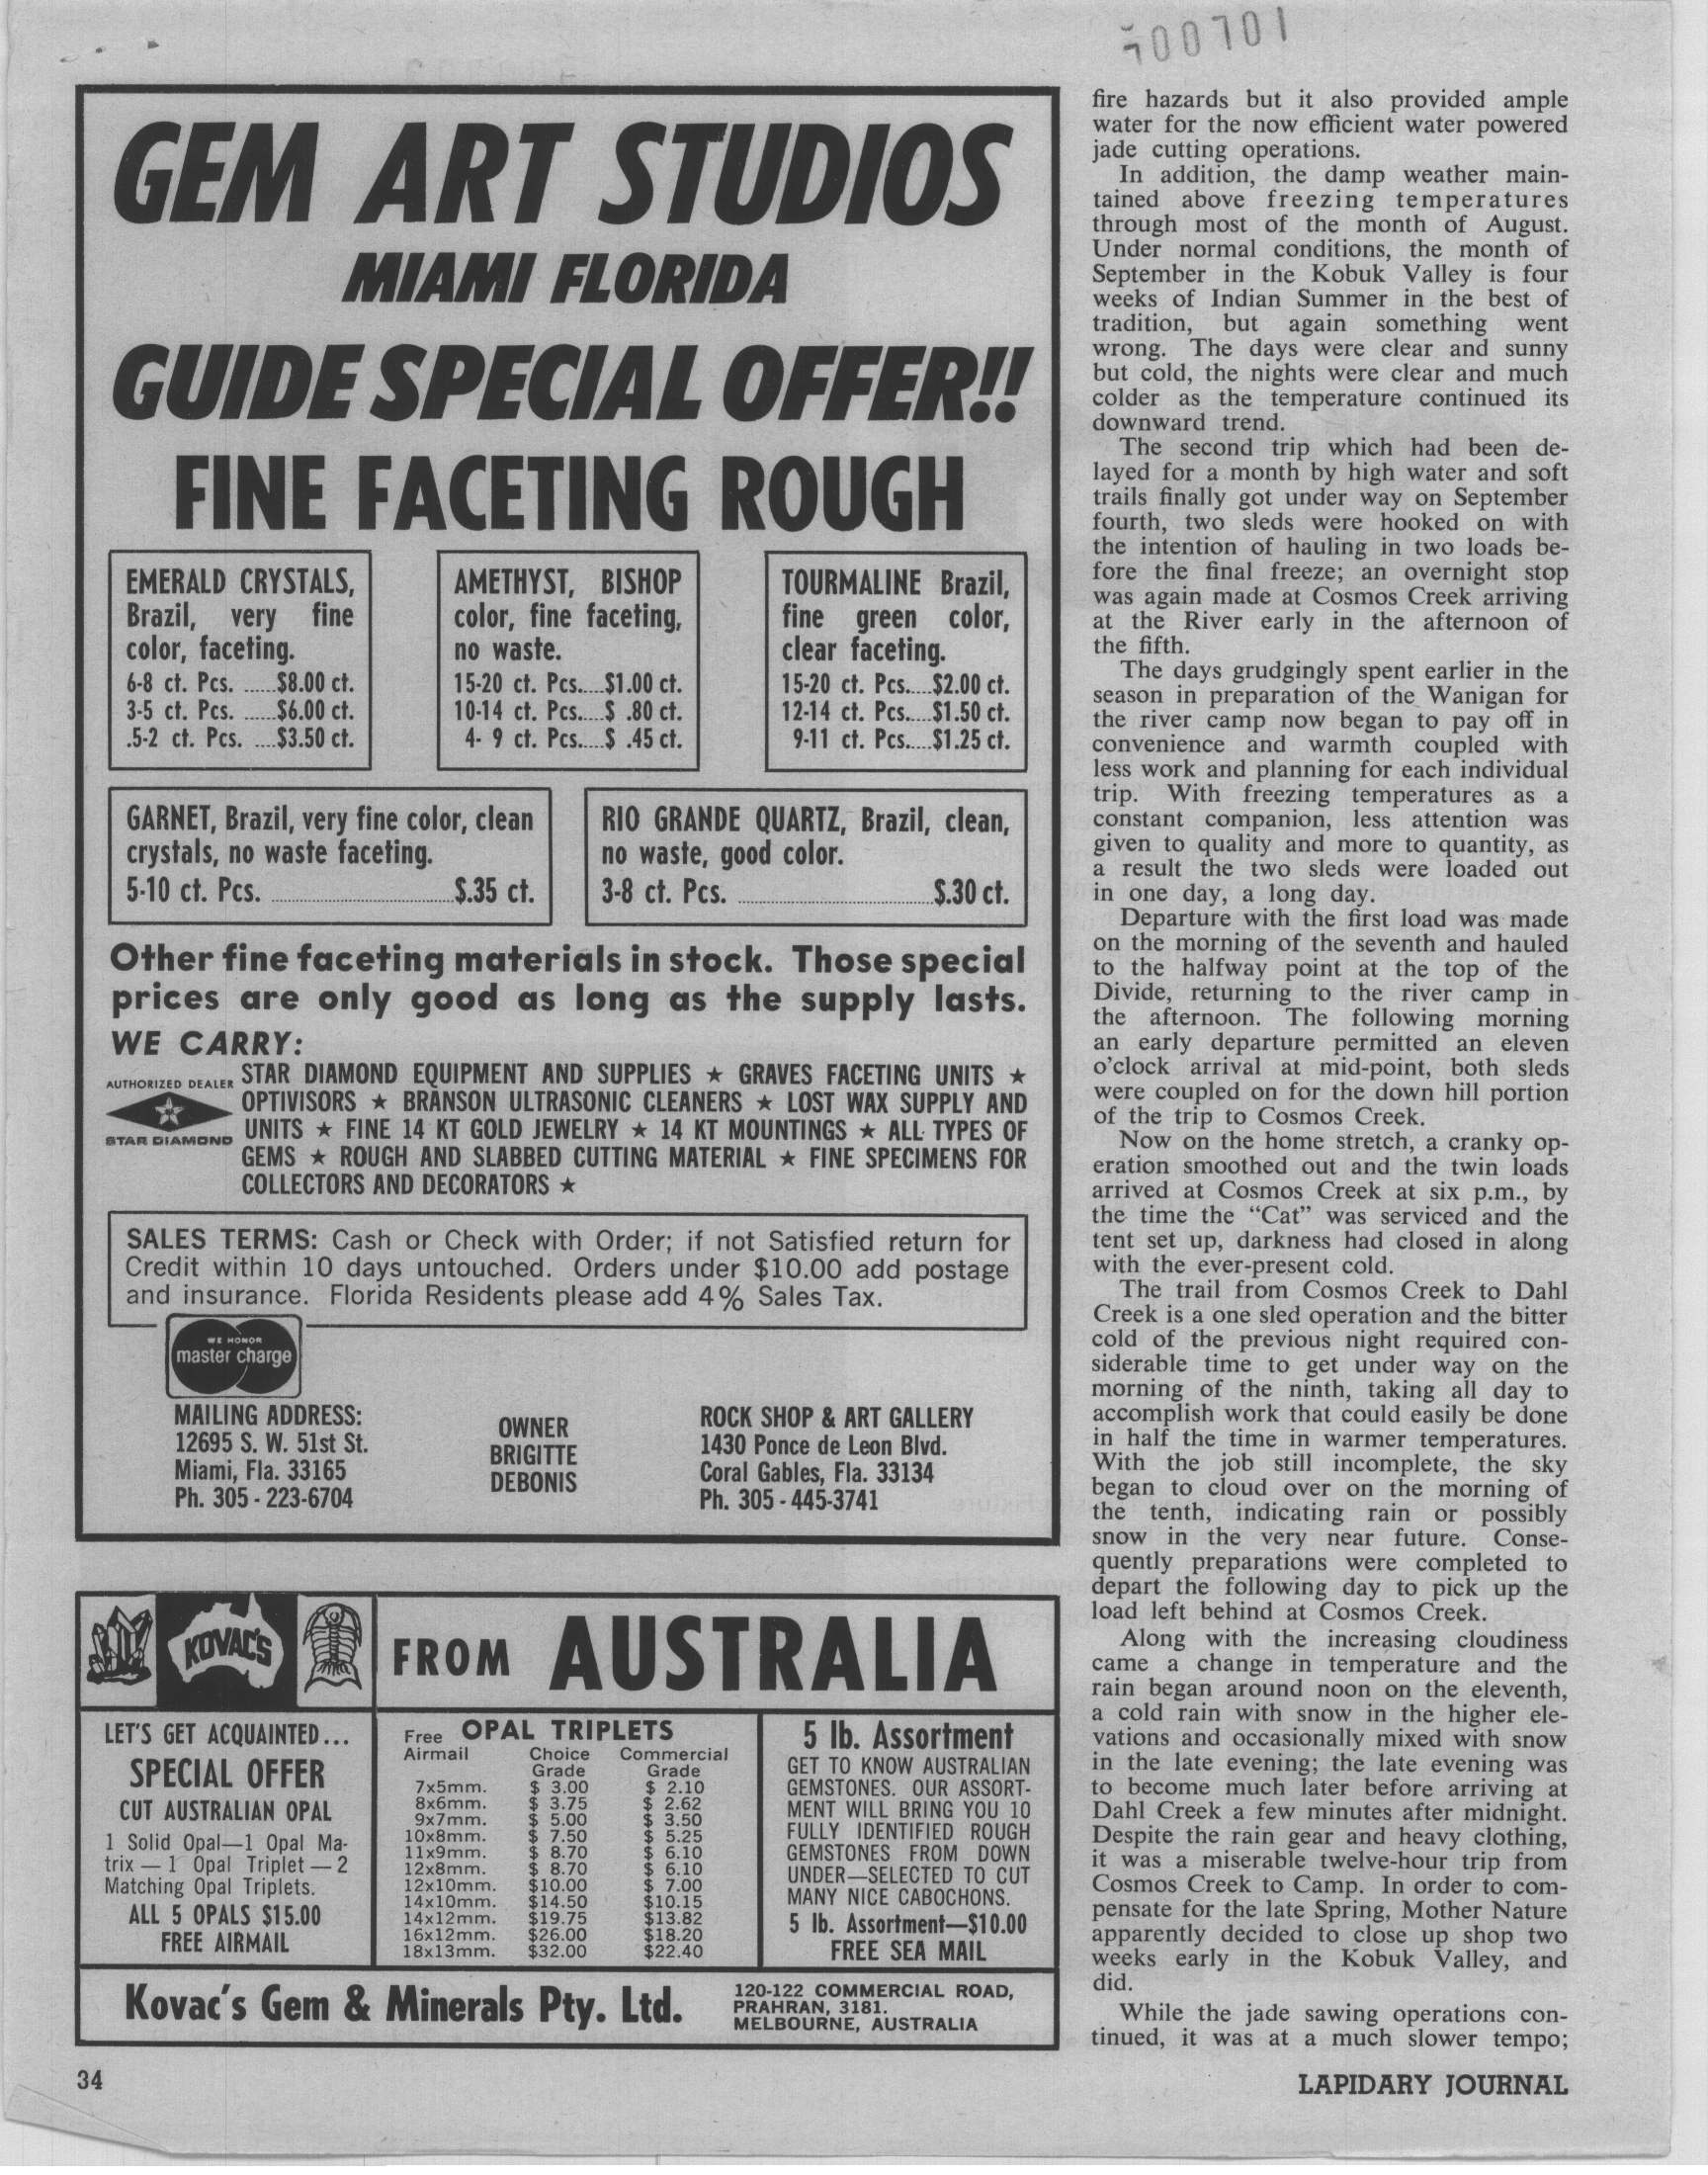 00701
GEM ART STUDIOS
MIAMI FLORIDA
GUIDE SPECIAL OFFER!!
FINE FACETING ROUGH
EMERALD CRYSTALS,
Brazil, very fine
color, faceting.
6-8 ct. Pcs. ......$8.00 ct.
3-5 ct. Pcs. ......$6.00 ct.
.5-2 ct. Pcs. ....$3.50 ct.
AMETHYST, BISHOP
color, fine faceting,
no waste.
15-20 ct. Pcs.....$1.00 ct.
10-14 ct. Pcs.....$ .80 ct.
4- 9 ct. Pcs.....$ .45 ct.
TOURMALINE Brazil,
fine green color,
clear faceting.
15-20 ct. Pcs.....$2.00 ct.
12-14 ct. Pcs.....$1.50 ct.
9-11 ct. Pcs.....$1.25 ct.
GARNET, Brazil, very fine color, clean
crystals, no waste faceting.
5-10 ct. Pcs. ........................................$.35 ct.
RIO GRANDE QUARTZ, Brazil, clean,
no waste, good color.
3-8 ct. Pcs. ..........................................$.30 ct.
Other fine faceting materials in stock. Those special
prices are only good as long as the supply lasts.
WE CARRY:
AUTHORIZED DEALER
STAR DIAMOND
STAR DIAMOND EQUIPMENT AND SUPPLIES ★ GRAVES FACETING UNITS ★
OPTIVISORS ★ BRANSON ULTRASONIC CLEANERS ★ LOST WAX SUPPLY AND
UNITS ★ FINE 14 KT GOLD JEWELRY ★ 14 KT MOUNTINGS ★ ALL TYPES OF
GEMS ★ ROUGH AND SLABBED CUTTING MATERIAL ★ FINE SPECIMENS FOR
COLLECTORS AND DECORATORS ★
SALES TERMS: Cash or Check with Order; if not Satisfied return for
Credit within 10 days untouched. Orders under $10.00 add postage
and insurance. Florida Residents please add 4% Sales Tax.
WE HONOR
master charge
MAILING ADDRESS:
12695 S. W. 51st St.
Miami, Fla. 33165
Ph. 305 - 223-6704
OWNER
BRIGITTE
DEBONIS
ROCK SHOP & ART GALLERY
1430 Ponce de Leon Blvd.
Coral Gables, Fla. 33134
Ph. 305 - 445-3741
KOVAC'S
FROM AUSTRALIA
LET'S GET ACQUAINTED...
SPECIAL OFFER
CUT AUSTRALIAN OPAL
1 Solid Opal—1 Opal Ma-
trix — 1 Opal Triplet — 2
Matching Opal Triplets.
ALL 5 OPALS $15.00
FREE AIRMAIL
Free OPAL TRIPLETS
Airmail Choice Commercial
Grade Grade
7x5mm. $ 3.00 $ 2.10
8x6mm. $ 3.75 $ 2.62
9x7mm. $ 5.00 $ 3.50
10x8mm. $ 7.50 $ 5.25
11x9mm. $ 8.70 $ 6.10
12x8mm. $ 8.70 $ 6.10
12x10mm. $10.00 $ 7.00
14x10mm. $14.50 $10.15
14x12mm. $19.75 $13.82
16x12mm. $26.00 $18.20
18x13mm. $32.00 $22.40
5 lb. Assortment
GET TO KNOW AUSTRALIAN
GEMSTONES. OUR ASSORT-
MENT WILL BRING YOU 10
FULLY IDENTIFIED ROUGH
GEMSTONES FROM DOWN
UNDER—SELECTED TO CUT
MANY NICE CABOCHONS.
5 lb. Assortment—$10.00
FREE SEA MAIL
Kovac's Gem & Minerals Pty. Ltd.
120-122 COMMERCIAL ROAD,
PRAHRAN, 3181.
MELBOURNE, AUSTRALIA
fire hazards but it also provided ample
water for the now efficient water powered
jade cutting operations.
In addition, the damp weather main-
tained above freezing temperatures
through most of the month of August.
Under normal conditions, the month of
September in the Kobuk Valley is four
weeks of Indian Summer in the best of
tradition, but again something went
wrong. The days were clear and sunny
but cold, the nights were clear and much
colder as the temperature continued its
downward trend.
The second trip which had been de-
layed for a month by high water and soft
trails finally got under way on September
fourth, two sleds were hooked on with
the intention of hauling in two loads be-
fore the final freeze; an overnight stop
was again made at Cosmos Creek arriving
at the River early in the afternoon of
the fifth.
The days grudgingly spent earlier in the
season in preparation of the Wanigan for
the river camp now began to pay off in
convenience and warmth coupled with
less work and planning for each individual
trip. With freezing temperatures as a
constant companion, less attention was
given to quality and more to quantity, as
a result the two sleds were loaded out
in one day, a long day.
Departure with the first load was made
on the morning of the seventh and hauled
to the halfway point at the top of the
Divide, returning to the river camp in
the afternoon. The following morning
an early departure permitted an eleven
o'clock arrival at mid-point, both sleds
were coupled on for the down hill portion
of the trip to Cosmos Creek.
Now on the home stretch, a cranky op-
eration smoothed out and the twin loads
arrived at Cosmos Creek at six p.m., by
the time the “Cat” was serviced and the
tent set up, darkness had closed in along
with the ever-present cold.
The trail from Cosmos Creek to Dahl
Creek is a one sled operation and the bitter
cold of the previous night required con-
siderable time to get under way on the
morning of the ninth, taking all day to
accomplish work that could easily be done
in half the time in warmer temperatures.
With the job still incomplete, the sky
began to cloud over on the morning of
the tenth, indicating rain or possibly
snow in the very near future. Conse-
quently preparations were completed to
depart the following day to pick up the
load left behind at Cosmos Creek.
Along with the increasing cloudiness
came a change in temperature and the
rain began around noon on the eleventh,
a cold rain with snow in the higher ele-
vations and occasionally mixed with snow
in the late evening; the late evening was
to become much later before arriving at
Dahl Creek a few minutes after midnight.
Despite the rain gear and heavy clothing,
it was a miserable twelve-hour trip from
Cosmos Creek to Camp. In order to com-
pensate for the late Spring, Mother Nature
apparently decided to close up shop two
weeks early in the Kobuk Valley, and
did.
While the jade sawing operations con-
tinued, it was at a much slower tempo;
34
LAPIDARY JOURNAL